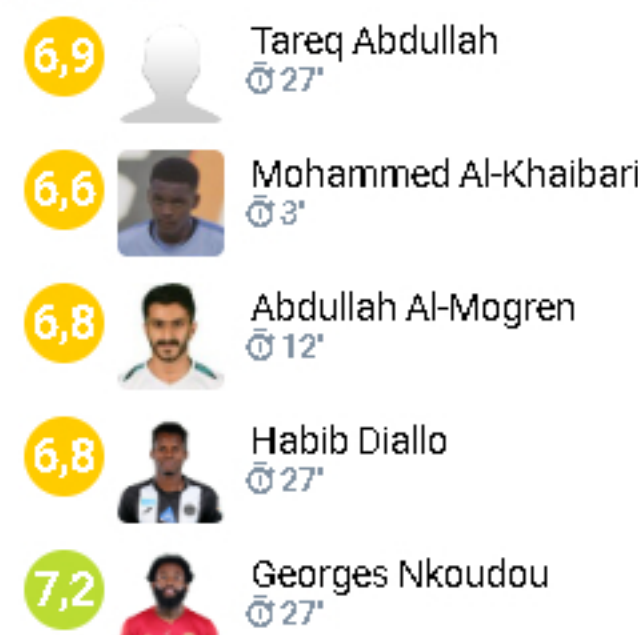 6,9
Tareq Abdullah
27'
6,6
Mohammed Al-Khaibari
3'
6,8
Abdullah Al-Mogren
12'
6,8
Habib Diallo
27'
7,2
Georges Nkoudou
27'